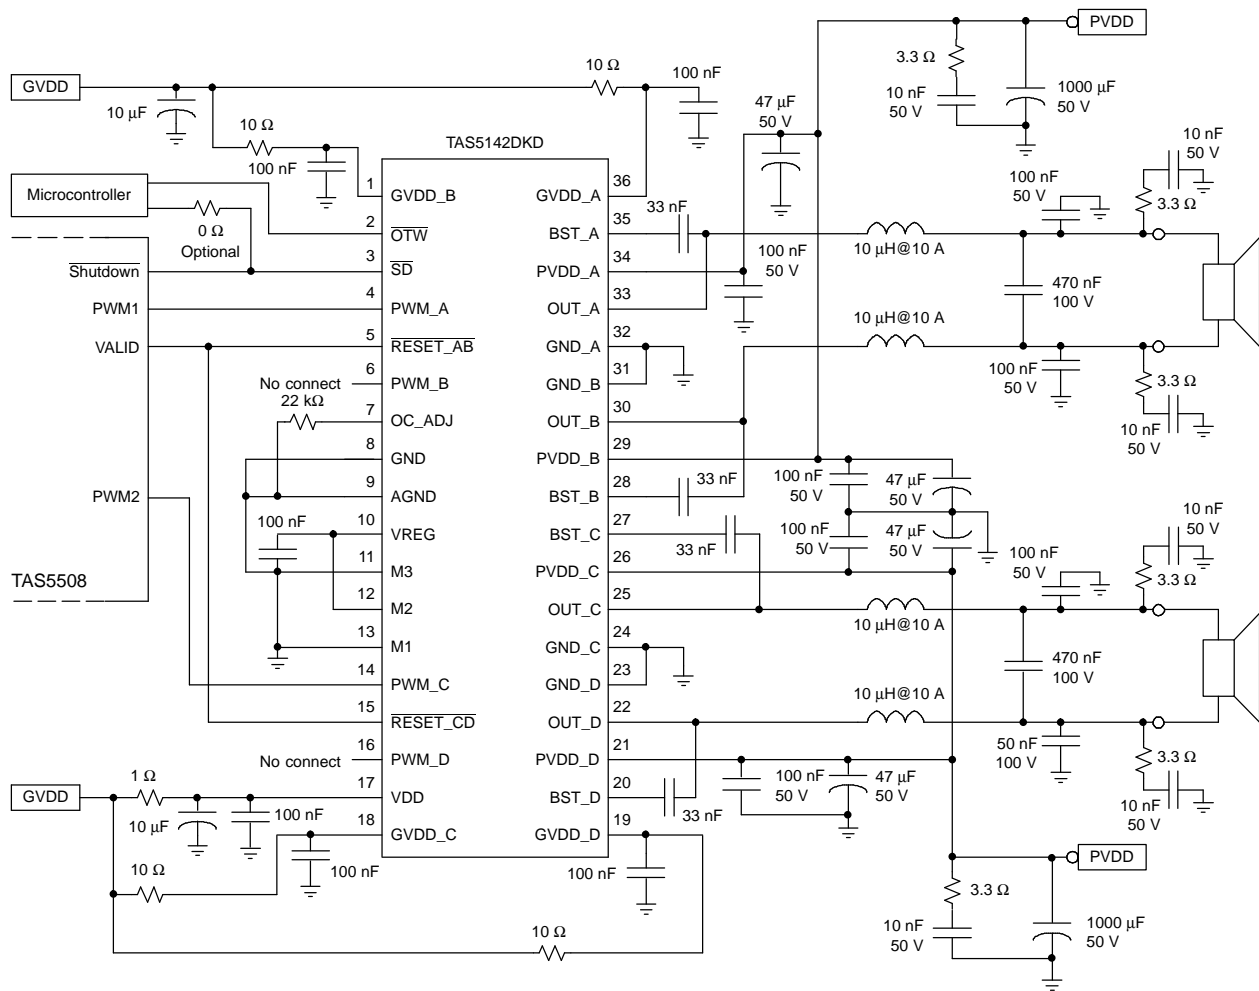 PVDD
3.3 Ω
10 nF
50 V
1000 µF
50 V
GVDD
10 µF
10 Ω
10 Ω
100 nF
100 nF
47 µF
50 V
TAS5142DKD
Microcontroller
0 Ω
Optional
Shutdown
PWM1
VALID
PWM2
TAS5508
No connect
22 kΩ
100 nF
No connect
1 GVDD_B
2 OTW
3 SD
4 PWM_A
5 RESET_AB
6 PWM_B
7 OC_ADJ
8 GND
9 AGND
10 VREG
11 M3
12 M2
13 M1
14 PWM_C
15 RESET_CD
16 PWM_D
17 VDD
18 GVDD_C
36 GVDD_A
35 BST_A
34 PVDD_A
33 OUT_A
32 GND_A
31 GND_B
30 OUT_B
29 PVDD_B
28 BST_B
27 BST_C
26 PVDD_C
25 OUT_C
24 GND_C
23 GND_D
22 OUT_D
21 PVDD_D
20 BST_D
19 GVDD_D
33 nF
100 nF
50 V
10 µH@10 A
10 µH@10 A
100 nF
50 V
10 nF
50 V
3.3 Ω
470 nF
100 V
100 nF
50 V
3.3 Ω
10 nF
50 V
33 nF
33 nF
100 nF
50 V
47 µF
50 V
100 nF
50 V
47 µF
50 V
10 µH@10 A
10 µH@10 A
100 nF
50 V
10 nF
50 V
3.3 Ω
470 nF
100 V
50 nF
100 V
3.3 Ω
10 nF
50 V
33 nF
100 nF
50 V
47 µF
50 V
GVDD
1 Ω
10 µF
100 nF
10 Ω
100 nF
100 nF
10 Ω
PVDD
3.3 Ω
10 nF
50 V
1000 µF
50 V